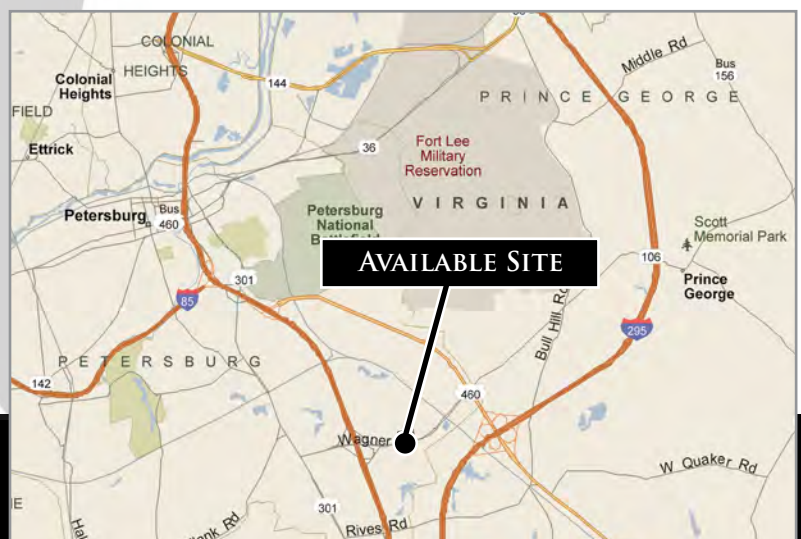 COLONIAL
HEIGHTS
Colonial
Heights
144
Middle Rd
Bus
156
PRINCE GEORGE
FIELD
Ettrick
36
Fort Lee
Military
Reservation
VIRGINIA
Petersburg
Bus
460
Petersburg
National
AVAILABLE SITE
Scott
Memorial Park
106
Prince
George
301
85
Bull Hill Rd
295
PETERSBURG
142
460
Wagner
W Quaker Rd
301
Rives Rd